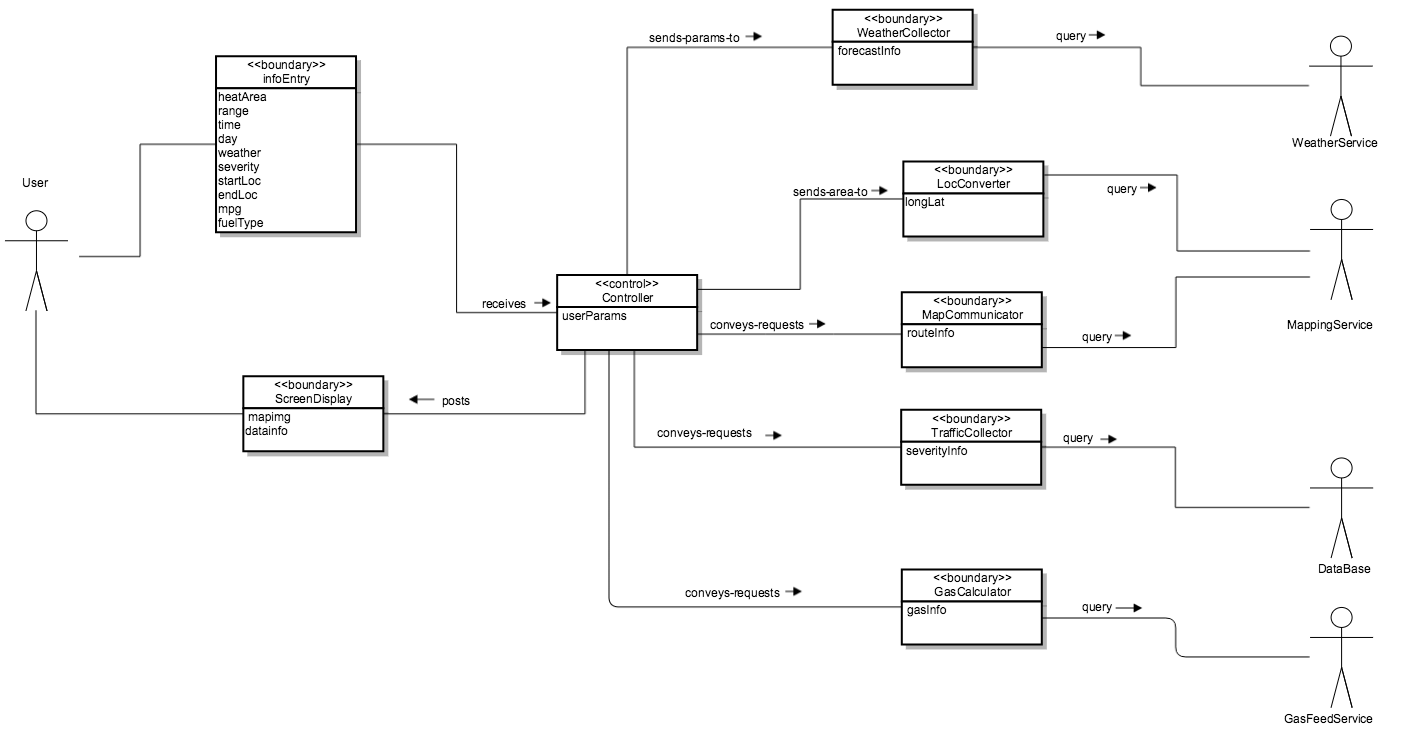 <<boundary>>
WeatherCollector
forecastInfo
sends-params-to
query
WeatherService
<<boundary>>
infoEntry
heatArea
range
time
day
weather
severity
startLoc
endLoc
mpg
fuelType
User
<<boundary>>
LocConverter
longLat
sends-area-to
query
MappingService
receives
<<control>>
Controller
userParams
<<boundary>>
MapCommunicator
routeInfo
conveys-requests
query
<<boundary>>
ScreenDisplay
mapimg
datainfo
posts
<<boundary>>
TrafficCollector
severityInfo
conveys-requests
query
DataBase
<<boundary>>
GasCalculator
gasInfo
conveys-requests
query
GasFeedService